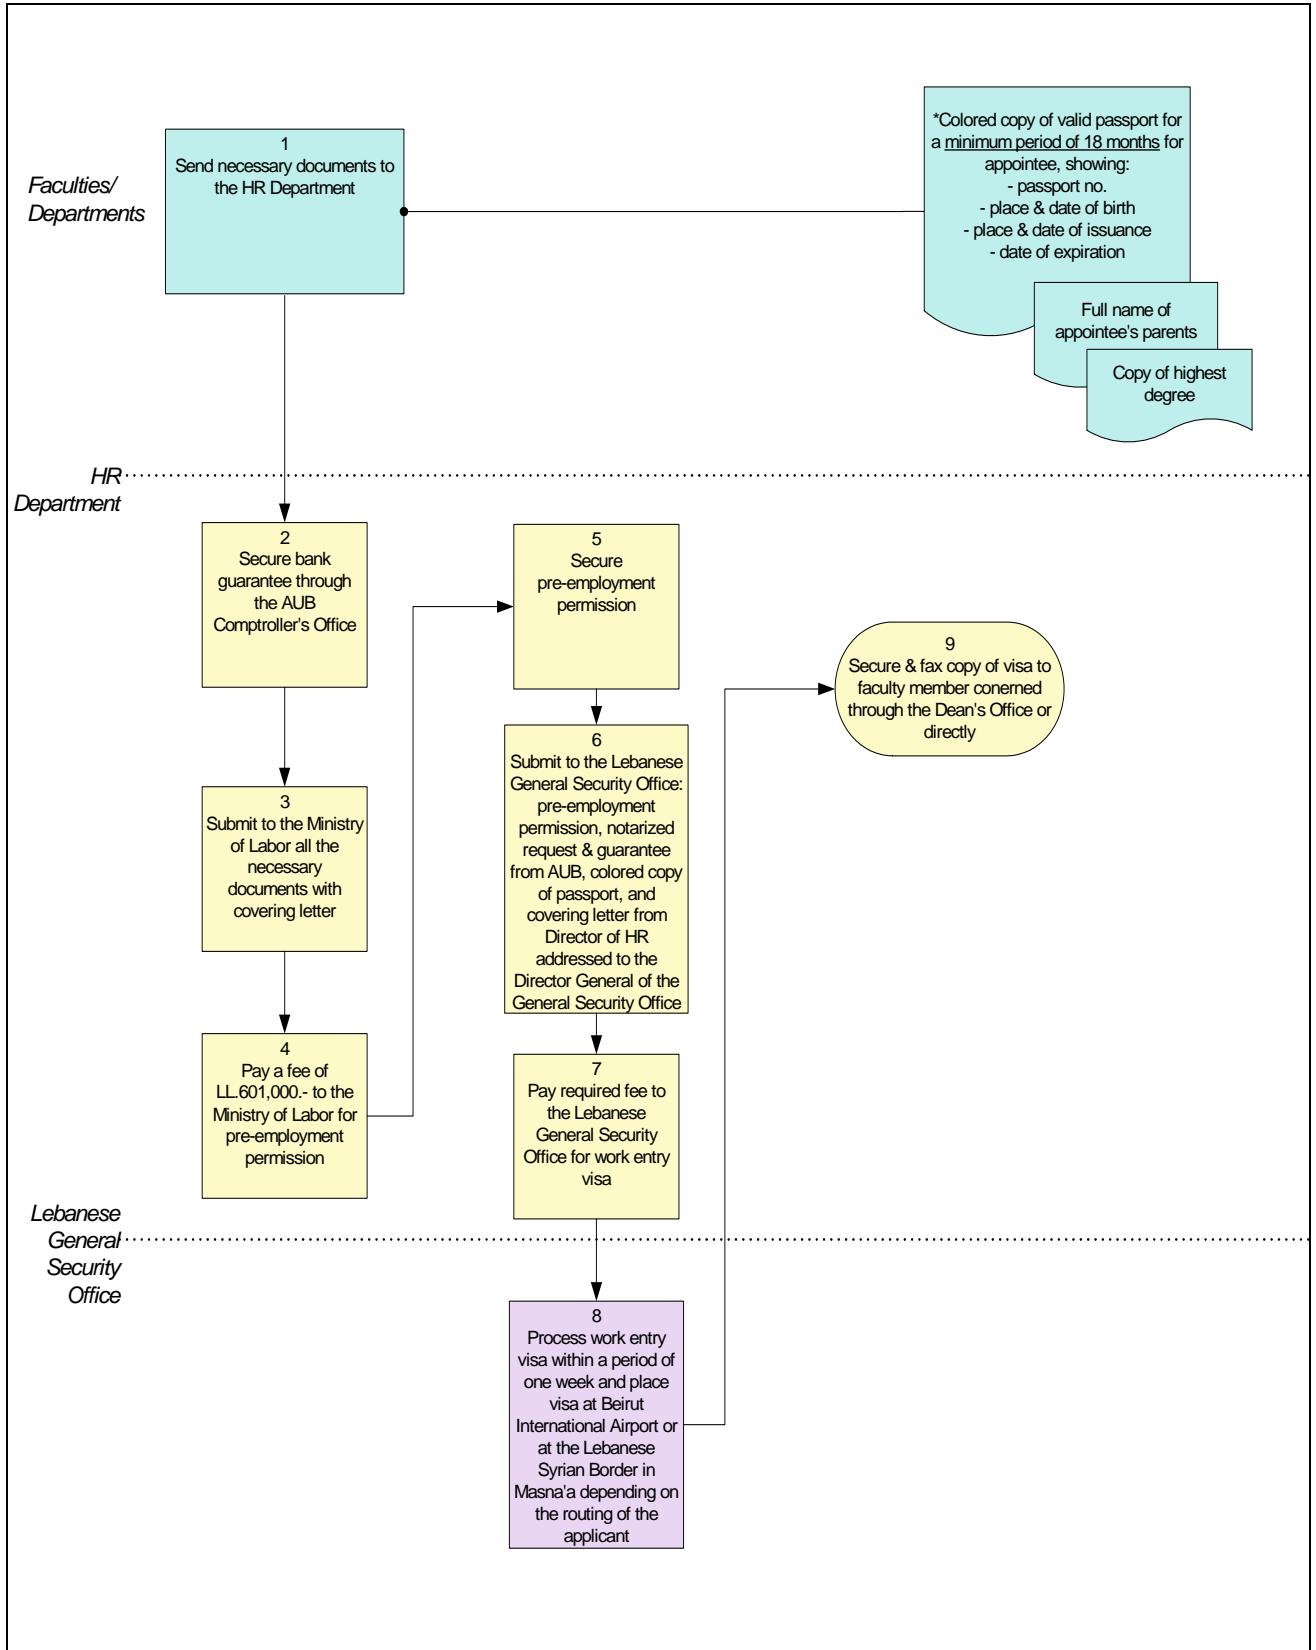 Faculties/
Departments
1
Send necessary documents to
the HR Department
*Colored copy of valid passport for
a minimum period of 18 months for
appointee, showing:
- passport no.
- place & date of birth
- place & date of issuance
- date of expiration
Full name of
appointee's parents
Copy of highest
degree
HR
Department
2
Secure bank
guarantee through
the AUB
Comptroller's Office
3
Submit to the Ministry
of Labor all the
necessary
documents with
covering letter
4
Pay a fee of
LL.601,000.- to the
Ministry of Labor for
pre-employment
permission
5
Secure
pre-employment
permission
6
Submit to the Lebanese
General Security Office:
pre-employment
permission, notarized
request & guarantee
from AUB, colored copy
of passport, and
covering letter from
Director of HR
addressed to the
Director General of the
General Security Office
7
Pay required fee to
the Lebanese
General Security
Office for work entry
visa
9
Secure & fax copy of visa to
faculty member conerned
through the Dean's Office or
directly
Lebanese
General
Security
Office
8
Process work entry
visa within a period of
one week and place
visa at Beirut
International Airport or
at the Lebanese
Syrian Border in
Masna'a depending on
the routing of the
applicant